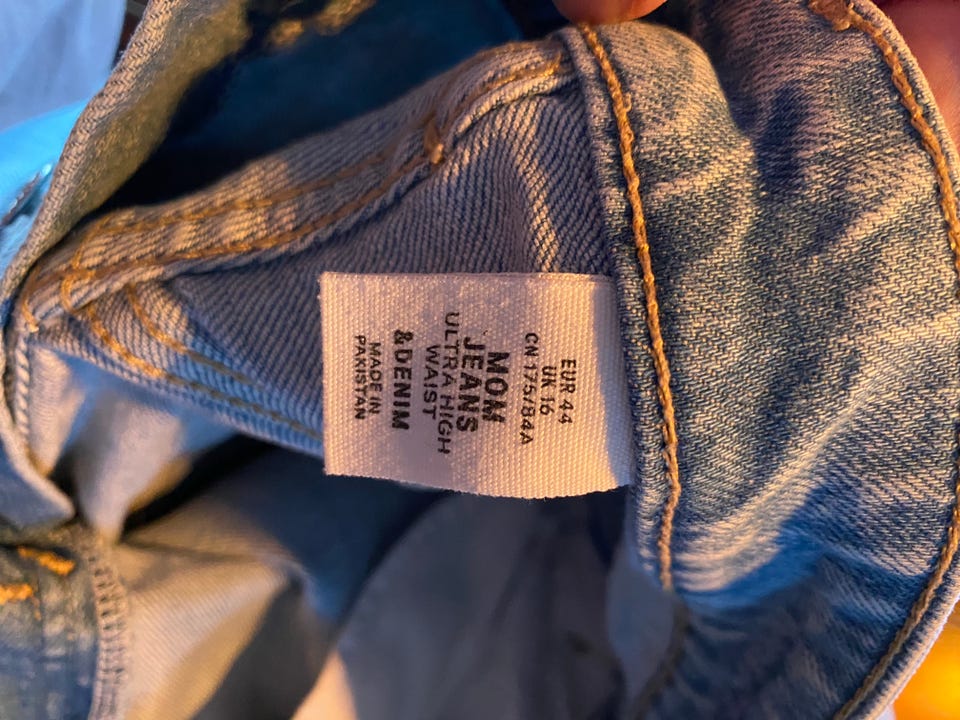 EUR 44
UK 16
CN 175/84A
MOM
JEANS
ULTRA HIGH
WAIST
&DENIM
MADE IN
PAKISTAN